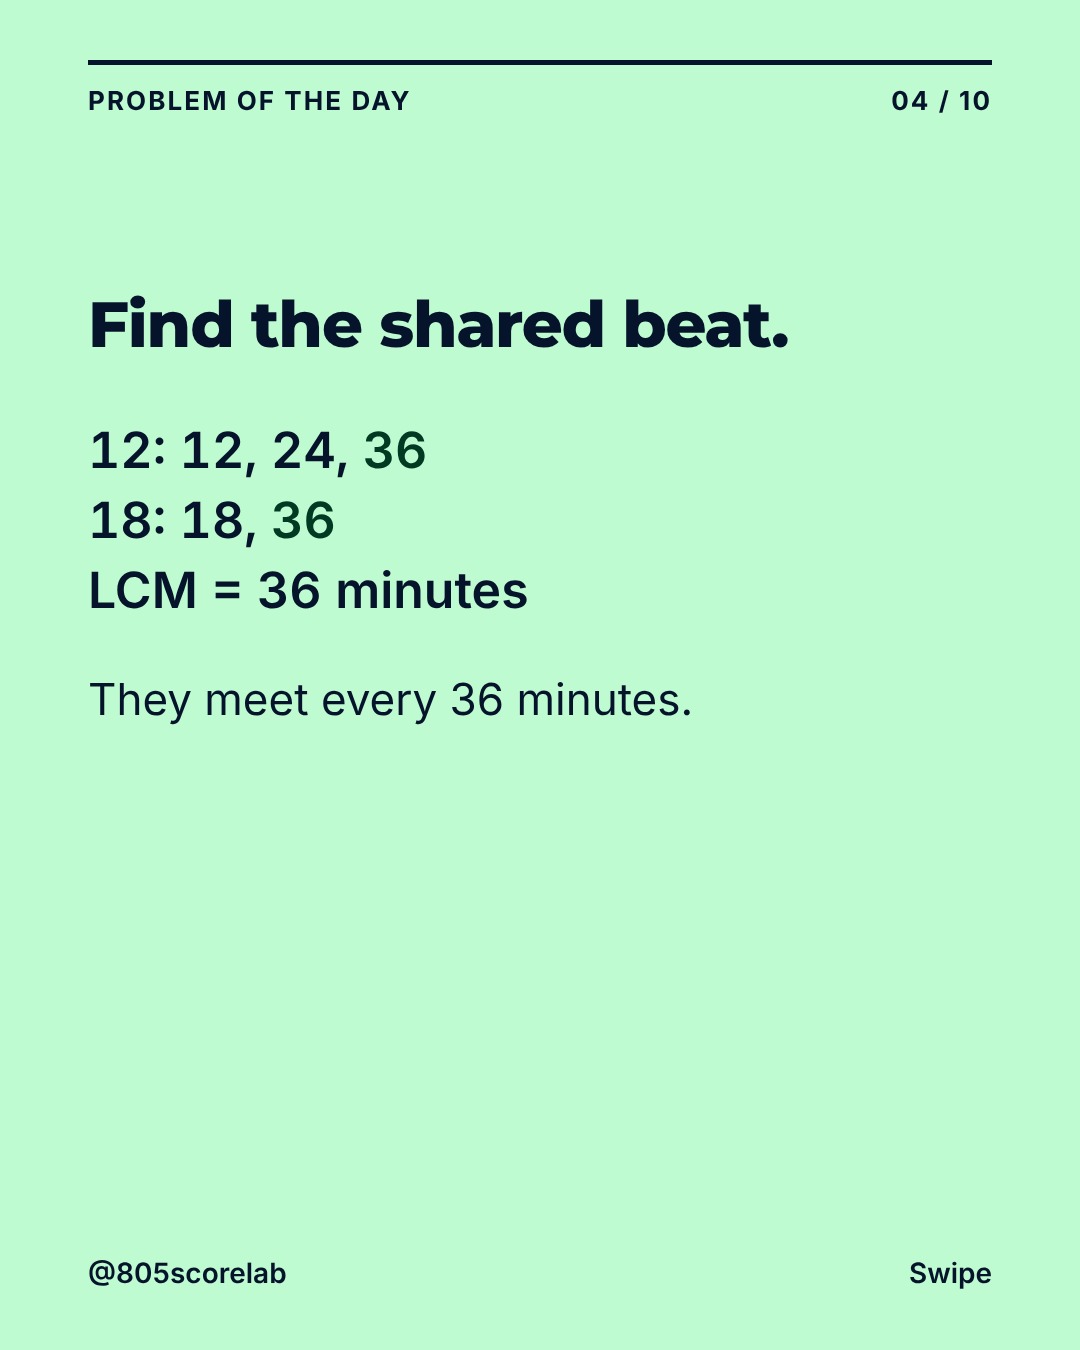 PROBLEM OF THE DAY 04 / 10
Find the shared beat.
12: 12, 24, 36
18: 18, 36
LCM = 36 minutes
They meet every 36 minutes.
@805scorelab Swipe